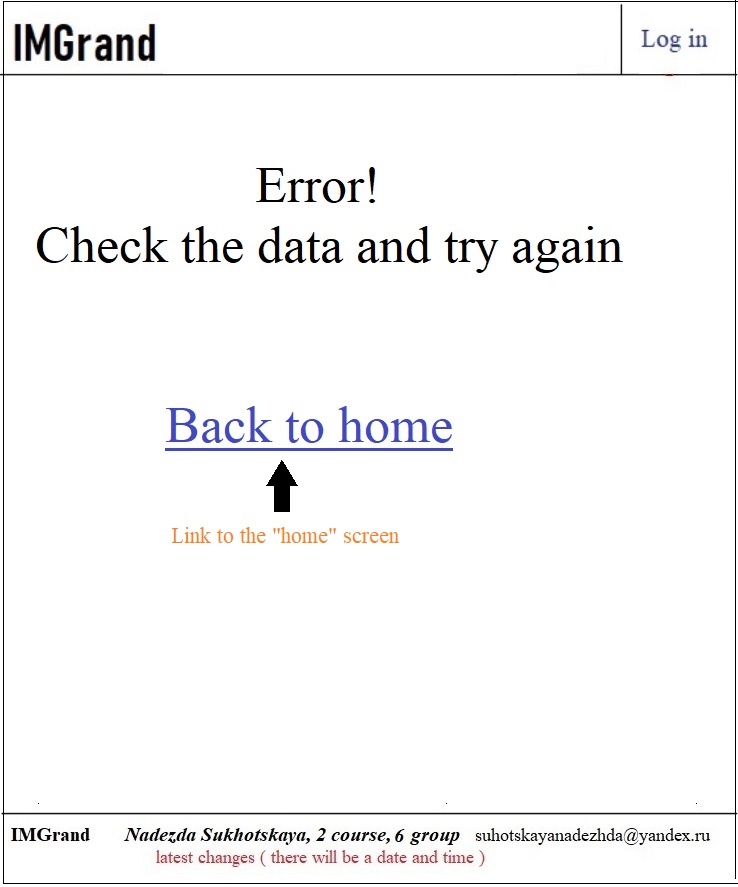 IMGrand
Log in
Error!
Check the data and try again
Back to home
Link to the "home" screen
IMGrand Nadezda Sukhotskaya, 2 course, 6 group suhotskayanadezhda@yandex.ru
latest changes ( there will be a date and time )